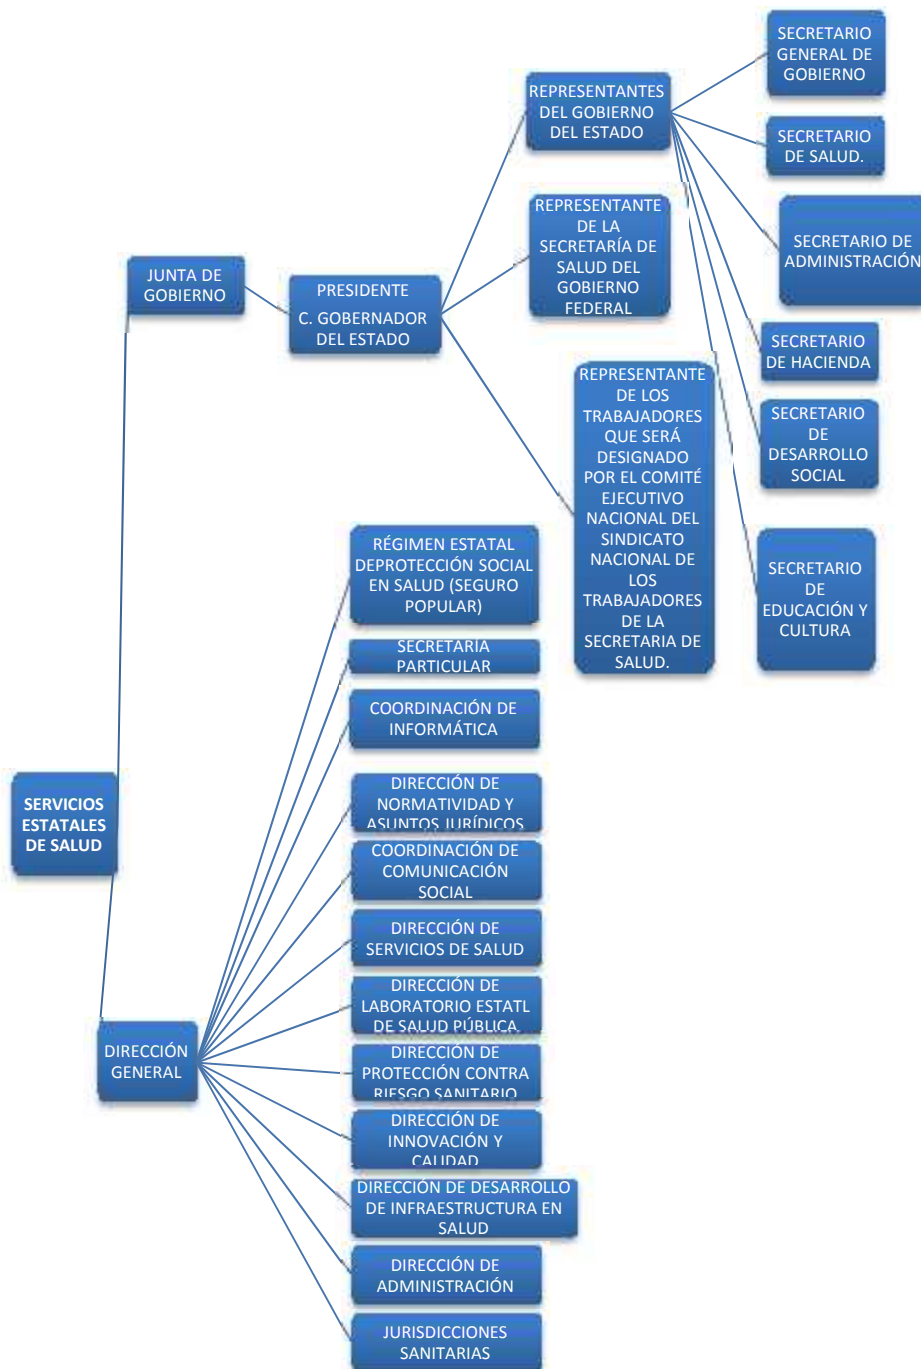 SECRETARIO
GENERAL DE
GOBIERNO
REPRESENTANTES
DEL GOBIERNO
DEL ESTADO
SECRETARIO
DE SALUD.
REPRESENTANTE
DE LA
SECRETARÍA DE
SALUD DEL
GOBIERNO
FEDERAL
SECRETARIO DE
ADMINISTRACIÓN
JUNTA DE
GOBIERNO
PRESIDENTE
C. GOBERNADOR
DEL ESTADO
SECRETARIO
DE HACIENDA
REPRESENTANTE
DE LOS
TRABAJADORES
QUE SERÁ
DESIGNADO
POR EL COMITÉ
EJECUTIVO
NACIONAL DEL
SINDICATO
NACIONAL DE
LOS
TRABAJADORES
DE LA
SECRETARIA DE
SALUD.
SECRETARIO
DE
DESARROLLO
SOCIAL
SECRETARIO
DE
EDUCACIÓN Y
CULTURA
RÉGIMEN ESTATAL
DEPROTECCIÓN SOCIAL
EN SALUD (SEGURO
POPULAR)
SECRETARIA
PARTICULAR
COORDINACIÓN DE
INFORMÁTICA
SERVICIOS
ESTATALES
DE SALUD
DIRECCIÓN DE
NORMATIVIDAD Y
ASUNTOS JURÍDICOS
COORDINACIÓN DE
COMUNICACIÓN
SOCIAL
DIRECCIÓN DE
SERVICIOS DE SALUD
DIRECCIÓN DE
LABORATORIO ESTATL
DE SALUD PÚBLICA.
DIRECCIÓN
GENERAL
DIRECCIÓN DE
PROTECCIÓN CONTRA
RIESGO SANITARIO
DIRECCIÓN DE
INNOVACIÓN Y
CALIDAD
DIRECCIÓN DE DESARROLLO
DE INFRAESTRUCTURA EN
SALUD
DIRECCIÓN DE
ADMINISTRACIÓN
JURISDICCIONES
SANITARIAS